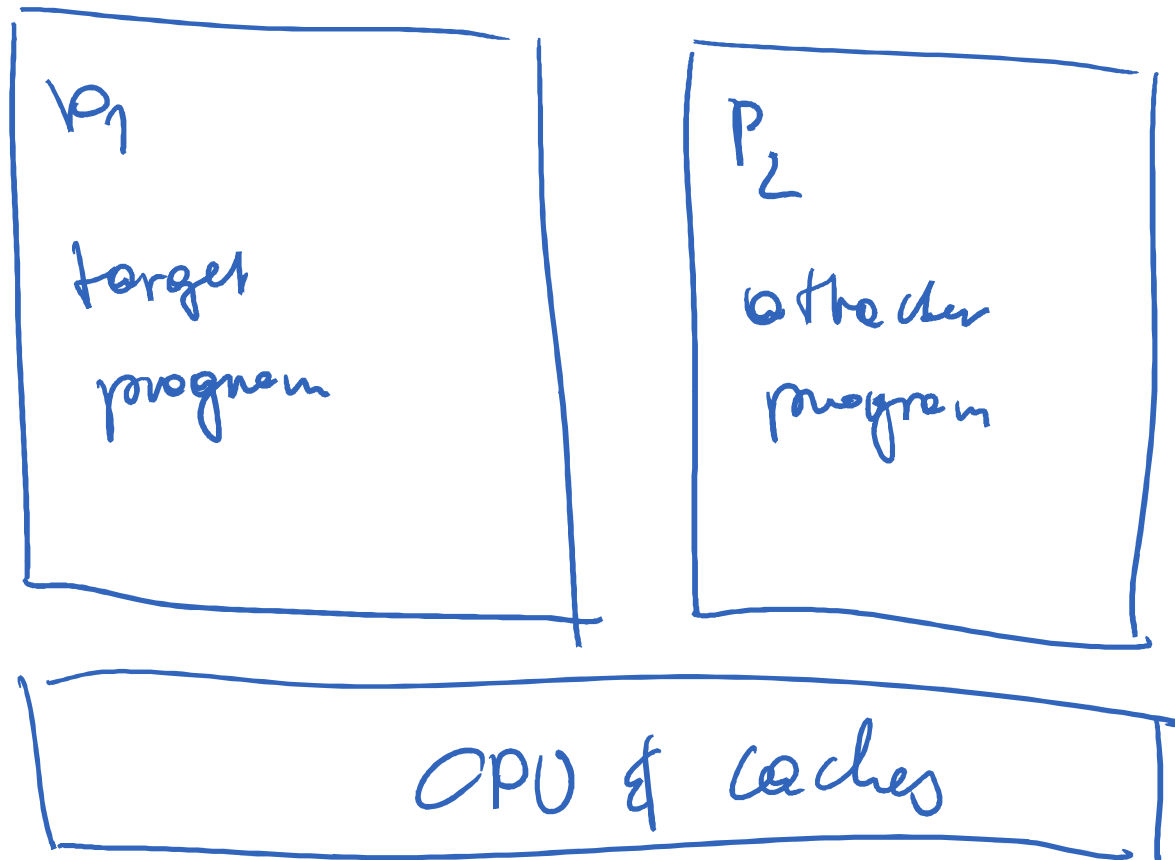 P1
target
program
P2
attacker
program
CPU & caches